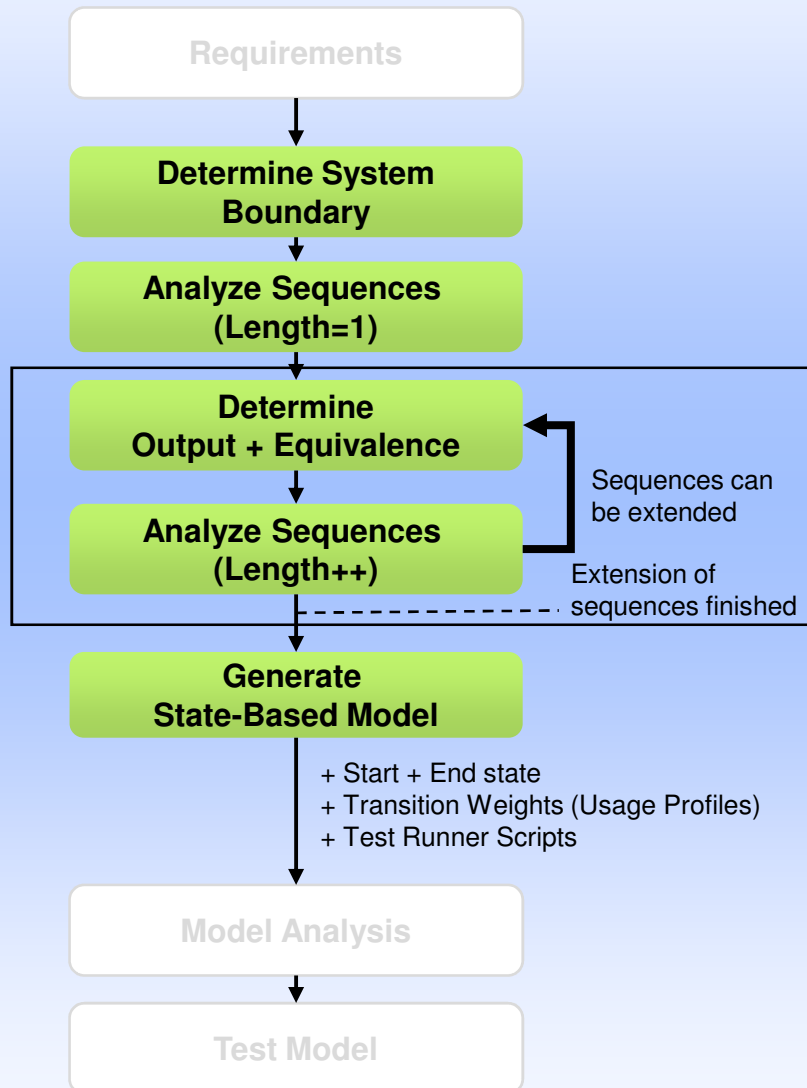 Requirements
Determine System
Boundary
Analyze Sequences
(Length=1)
Determine
Output + Equivalence
Sequences can
be extended
Analyze Sequences
(Length++)
Extension of
sequences finished
Generate
State-Based Model
+ Start + End state
+ Transition Weights (Usage Profiles)
+ Test Runner Scripts
Model Analysis
Test Model